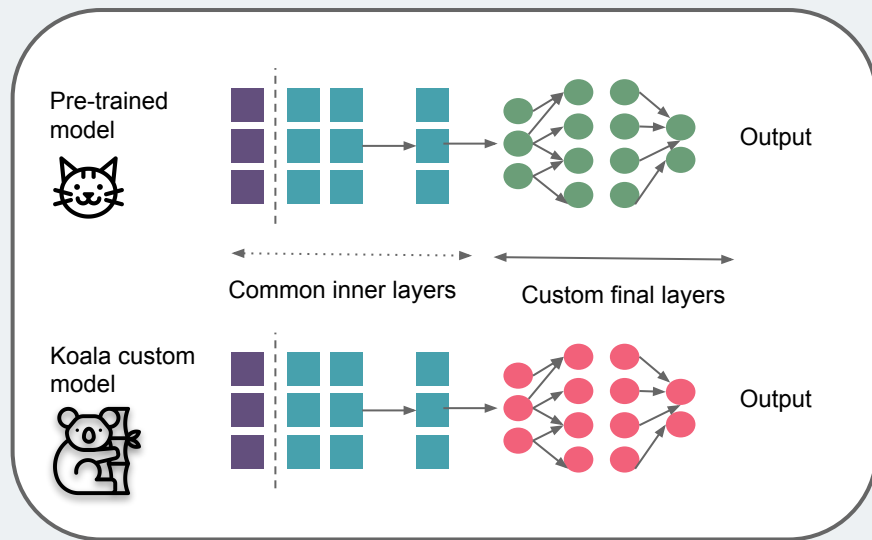 Pre-trained
model
Output
Common inner layers
Custom final layers
Koala custom
model
Output